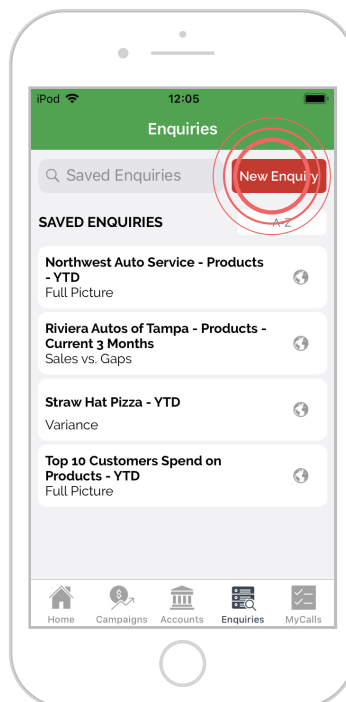 iPod 12:05
Enquiries
Saved Enquiries
New Enquiry
SAVED ENQUIRIES
A-Z
Northwest Auto Service - Products
- YTD
Full Picture
Riviera Autos of Tampa - Products -
Current 3 Months
Sales vs. Gaps
Straw Hat Pizza - YTD
Variance
Top 10 Customers Spend on
Products - YTD
Full Picture
Home Campaigns Accounts Enquiries MyCalls